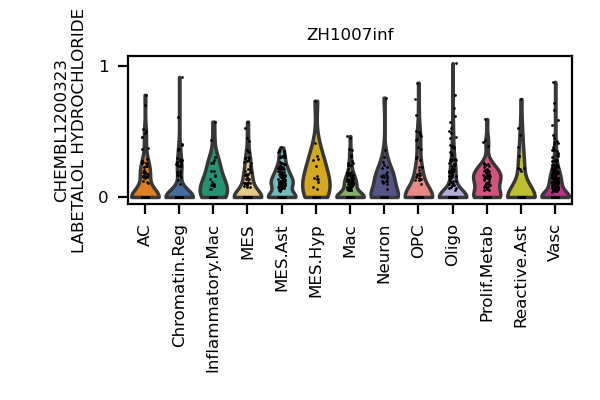 ZH1007inf
CHEMBL1200323
LABETALOL HYDROCHLORIDE
1
0
AC
Chromatin.Reg
Inflammatory.Mac
MES
MES.Ast
MES.Hyp
Mac
Neuron
OPC
Oligo
Prolif.Metab
Reactive.Ast
Vasc